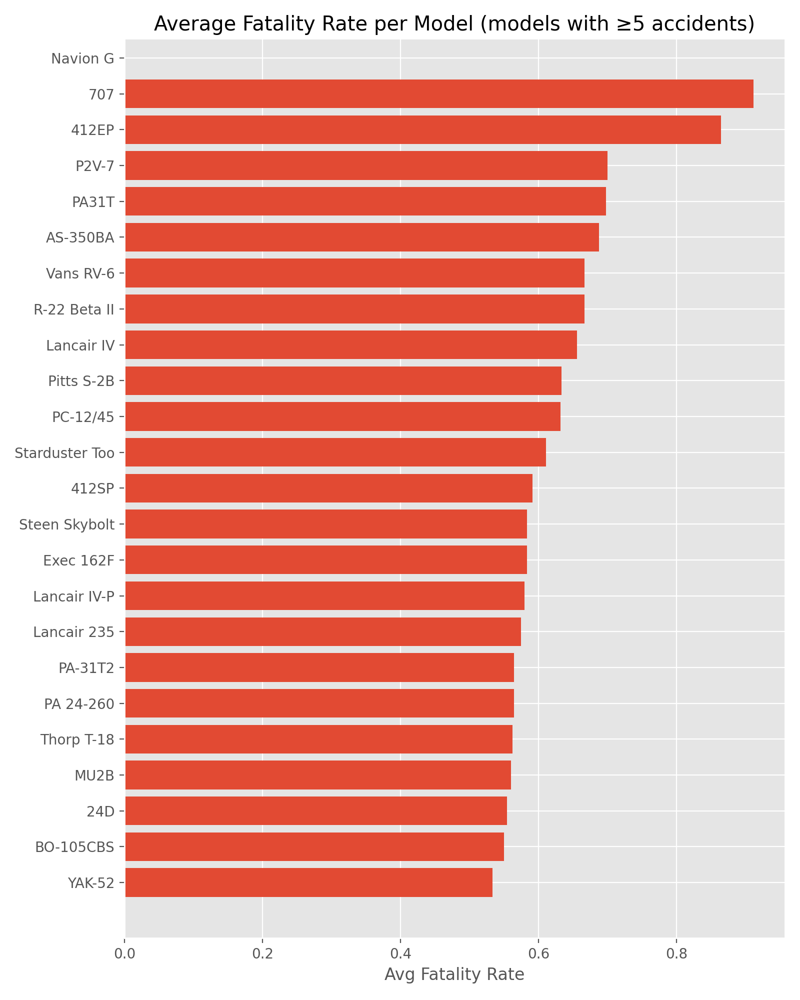 Average Fatality Rate per Model (models with ≥5 accidents)
Navion G
707
412EP
P2V-7
PA31T
AS-350BA
Vans RV-6
R-22 Beta II
Lancair IV
Pitts S-2B
PC-12/45
Starduster Too
412SP
Steen Skybolt
Exec 162F
Lancair IV-P
Lancair 235
PA-31T2
PA 24-260
Thorp T-18
MU2B
24D
BO-105CBS
YAK-52
0.0 0.2 0.4 0.6 0.8
Avg Fatality Rate